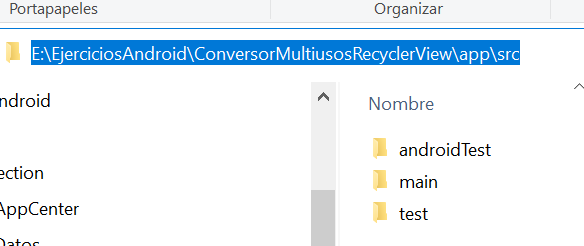 Portapapeles
Organizar
E:\EjerciciosAndroid\ConversorMultiusosRecyclerView\app\src
ndroid
ection
AppCenter
Datos
Nombre
androidTest
main
test